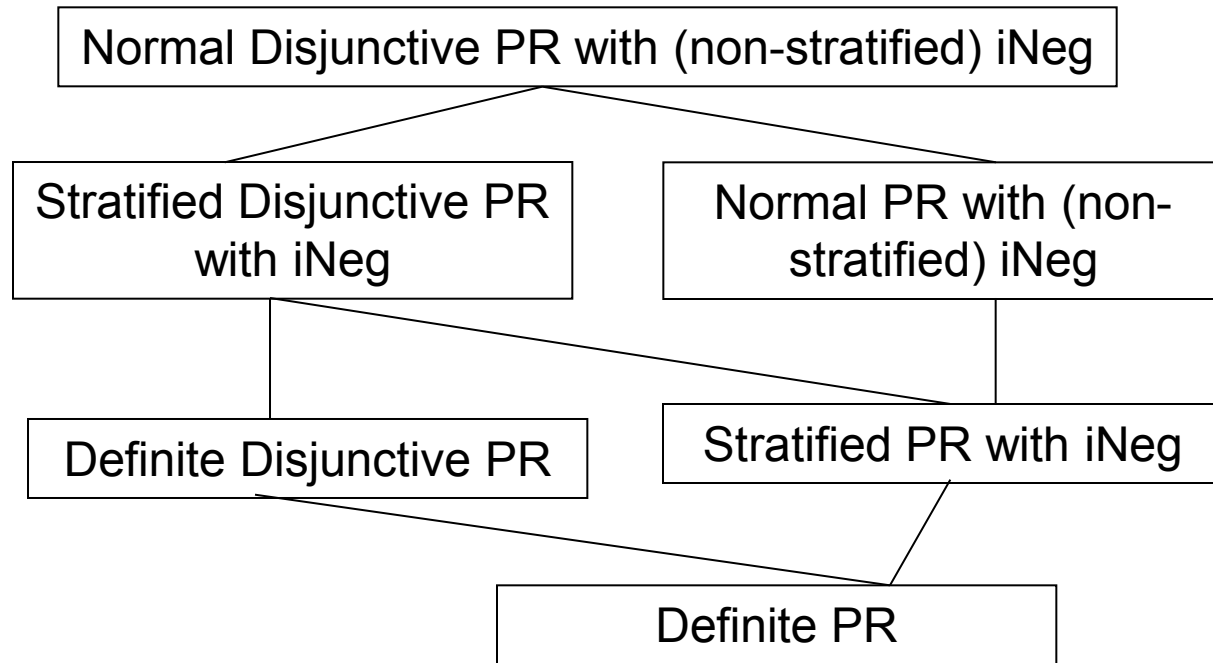 Normal Disjunctive PR with (non-stratified) iNeg
Stratified Disjunctive PR
with iNeg
Normal PR with (non-
stratified) iNeg
Definite Disjunctive PR
Stratified PR with iNeg
Definite PR